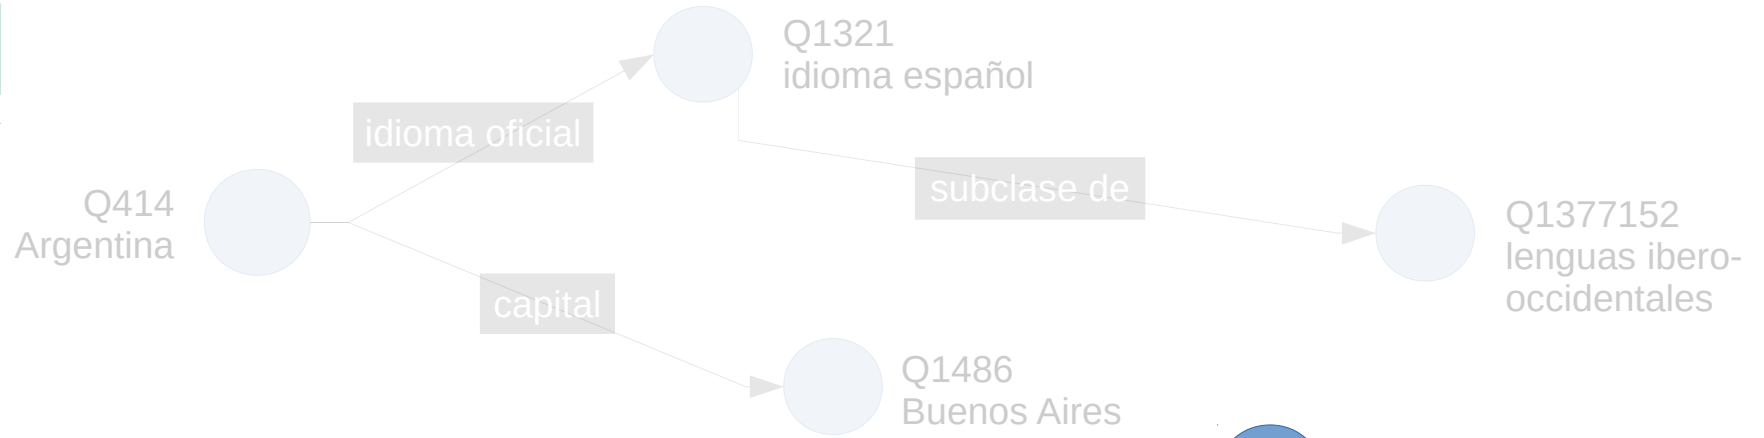 Q1321
idioma español
idioma oficial
subclase de
Q414
Argentina
Q1377152
lenguas ibero-
occidentales
capital
Q1486
Buenos Aires